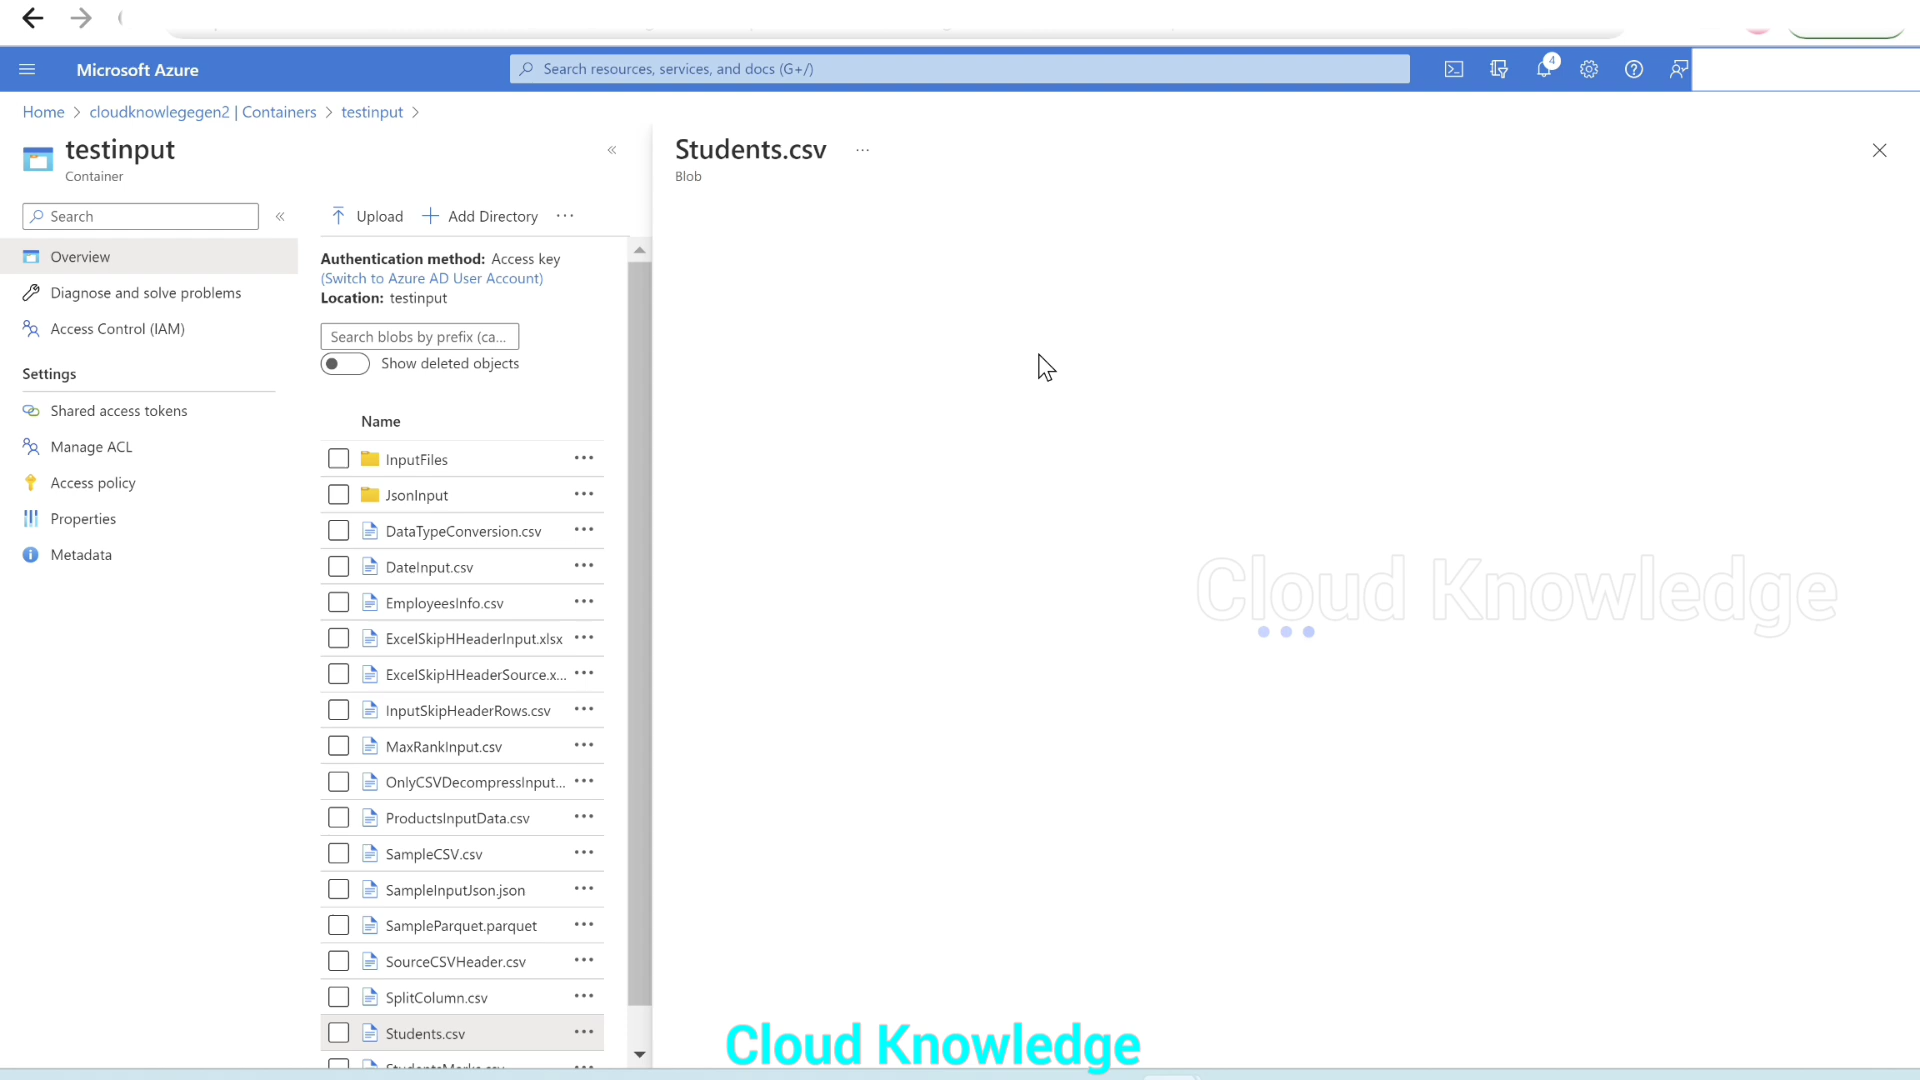 Microsoft Azure
Search resources, services, and docs (G+/)
4
Home > cloudknowlegegen2 | Containers > testinput >
testinput
Container
«
Students.csv ...
Blob
Search
«
Upload
Add Directory
...
Overview
Diagnose and solve problems
Access Control (IAM)
Settings
Shared access tokens
Manage ACL
Access policy
Properties
Metadata
Authentication method: Access key
(Switch to Azure AD User Account)
Location: testinput
Search blobs by prefix (ca...
Show deleted objects
Name
InputFiles
JsonInput
DataTypeConversion.csv
DateInput.csv
EmployeesInfo.csv
ExcelSkipHHeaderInput.xlsx
ExcelSkipHHeaderSource.x...
InputSkipHeaderRows.csv
MaxRankInput.csv
OnlyCSVDecompressInput...
ProductsInputData.csv
SampleCSV.csv
SampleInputJson.json
SampleParquet.parquet
SourceCSVHeader.csv
SplitColumn.csv
Students.csv
Cloud Knowledge
Cloud Knowledge